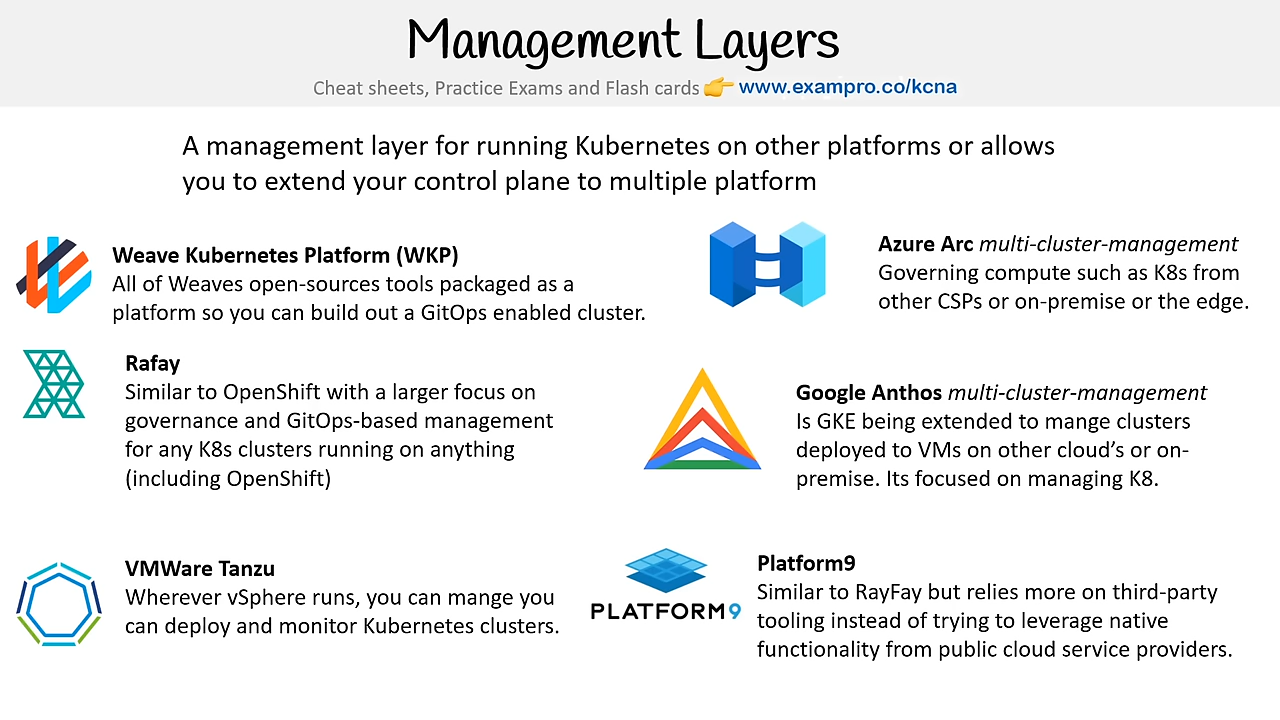 Management Layers
Cheat sheets, Practice Exams and Flash cards 👉 www.exampro.co/kcna
A management layer for running Kubernetes on other platforms or allows
you to extend your control plane to multiple platform
Weave Kubernetes Platform (WKP)
All of Weaves open-sources tools packaged as a
platform so you can build out a GitOps enabled cluster.
Rafay
Similar to OpenShift with a larger focus on
governance and GitOps-based management
for any K8s clusters running on anything
(including OpenShift)
VMWare Tanzu
Wherever vSphere runs, you can mange you
can deploy and monitor Kubernetes clusters.
Azure Arc multi-cluster-management
Governing compute such as K8s from
other CSPs or on-premise or the edge.
Google Anthos multi-cluster-management
Is GKE being extended to mange clusters
deployed to VMs on other cloud’s or on-
premise. Its focused on managing K8.
PLATFORM9
Platform9
Similar to RayFay but relies more on third-party
tooling instead of trying to leverage native
functionality from public cloud service providers.